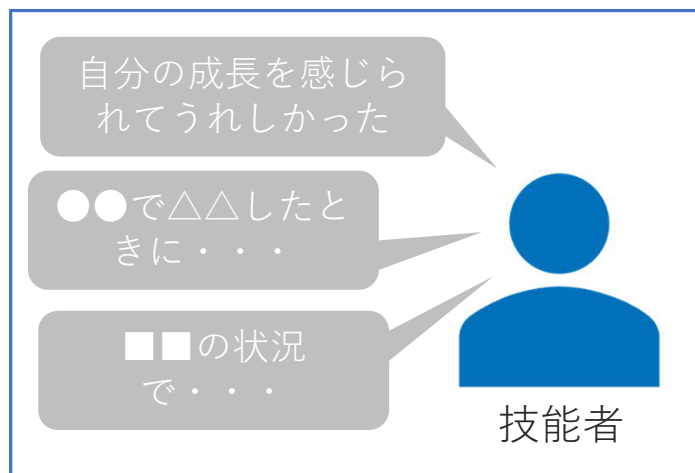 自分の成長を感じら
れてうれしかった
●●で△△したと
きに・・・
■■の状況
で・・・
技能者